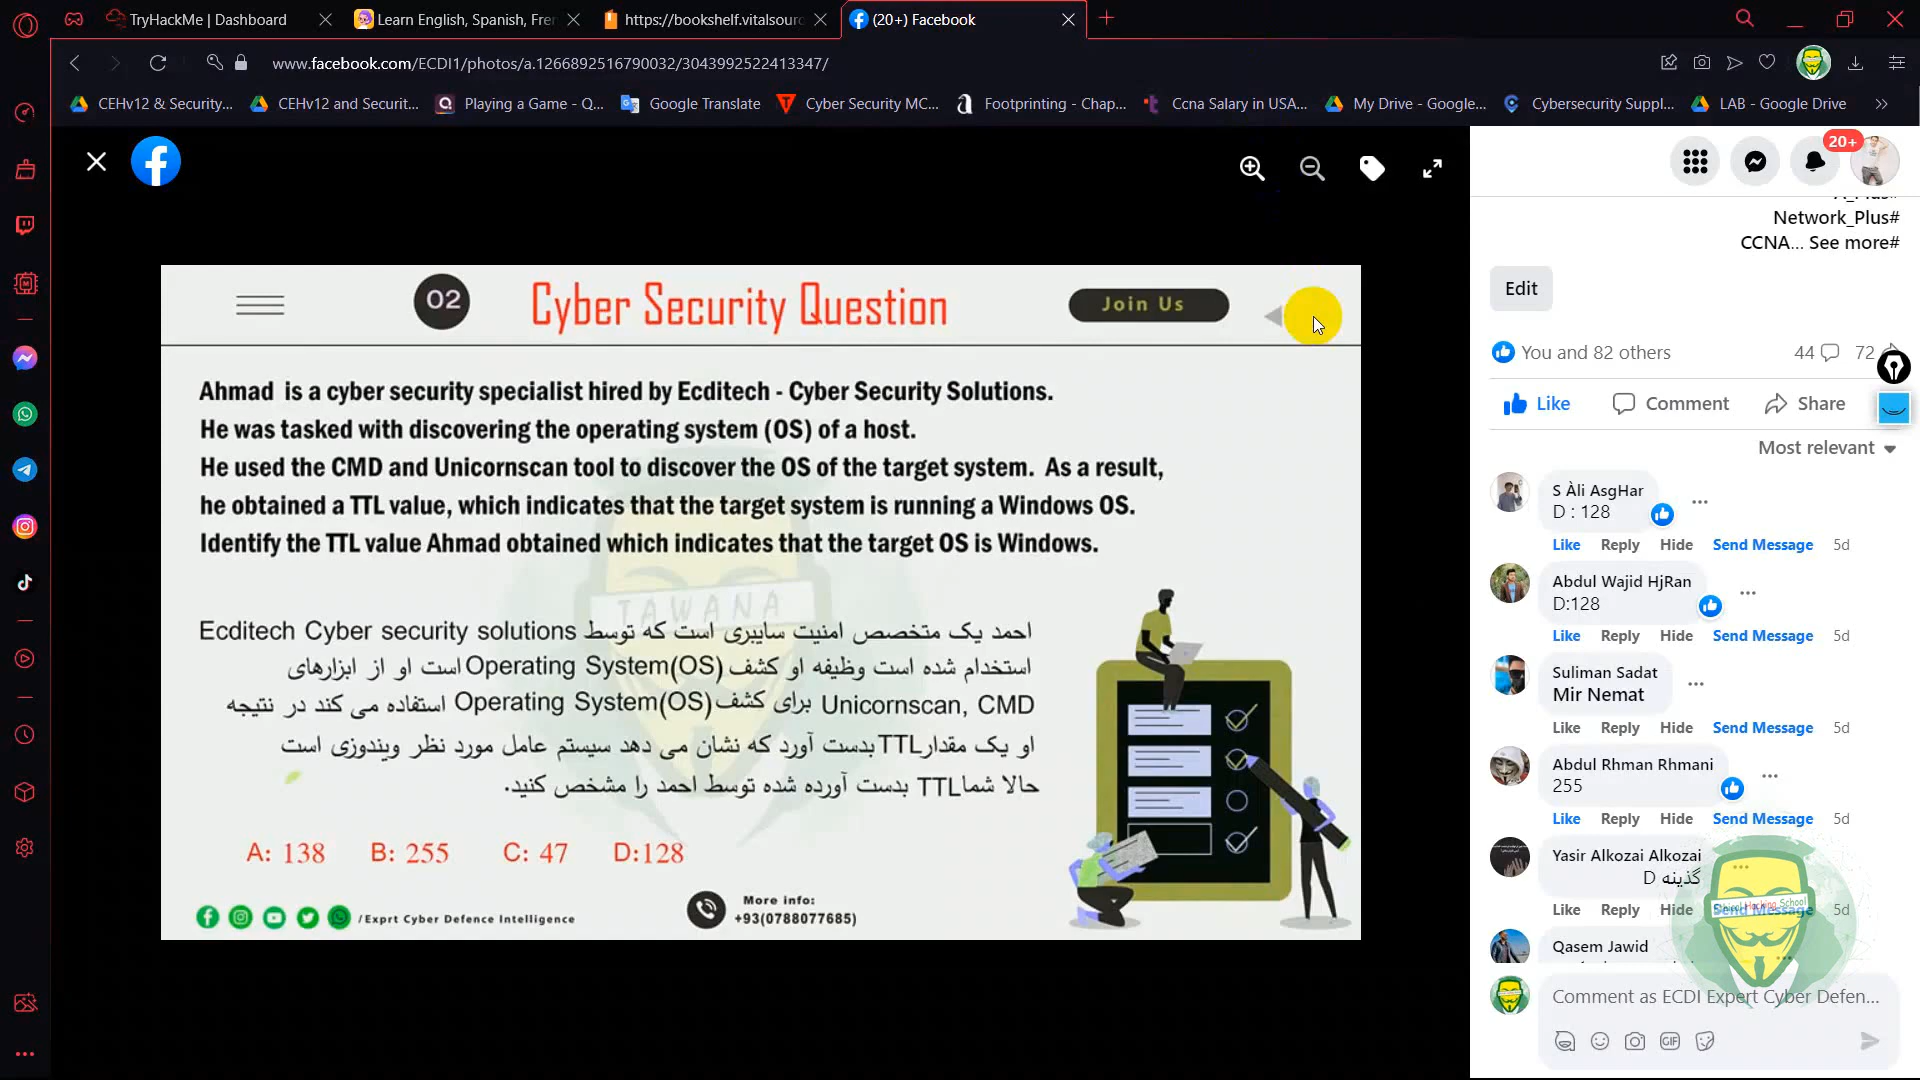 TryHackMe | Dashboard
Learn English, Spanish, Fre
https://bookshelf.vitalsour
(20+) Facebook
www.facebook.com/ECDI1/photos/a.1266892516790032/3043992522413347/
CEHv12 & Security...
CEHv12 and Securit...
Playing a Game - Q...
Google Translate
Cyber Security MC...
Footprinting - Chap...
Ccna Salary in USA...
My Drive - Google...
Cybersecurity Suppl...
LAB - Google Drive
20+
Network_Plus#
CCNA... See more#
Edit
You and 82 others
44
72
Like
Comment
Share
Most relevant
02
Cyber Security Question
Join Us
Ahmad is a cyber security specialist hired by Ecditech - Cyber Security Solutions.
He was tasked with discovering the operating system (OS) of a host.
He used the CMD and Unicornscan tool to discover the OS of the target system. As a result,
he obtained a TTL value, which indicates that the target system is running a Windows OS.
Identify the TTL value Ahmad obtained which indicates that the target OS is Windows.
TAWANA
احمد یک متخصص امنیت سایبری است که توسط Ecditech Cyber security solutions
استخدام شده است وظیفه او کشف Operating System(OS) است او از ابزارهای
Unicornscan, CMD برای کشف Operating System(OS) استفاده می کند در نتیجه
او یک مقدارTTL بدست آورد که نشان می دهد سیستم عامل مورد نظر ویندوزی است
حالا شماTTL بدست آورده شده توسط احمد را مشخص کنید.
A: 138 B: 255 C: 47 D:128
/Exprt Cyber Defence Intelligence
More info:
+93(0788077685)
S Àli AsgHar
D : 128
Like Reply Hide Send Message 5d
Abdul Wajid HjRan
D:128
Like Reply Hide Send Message 5d
Suliman Sadat
Mir Nemat
Like Reply Hide Send Message 5d
Abdul Rhman Rhmani
255
Like Reply Hide Send Message 5d
Yasir Alkozai Alkozai
گذینه D
Like Reply Hide Send Message 5d
Ethical Hacking School
Qasem Jawid
Comment as ECDI Expert Cyber Defen...
GIF